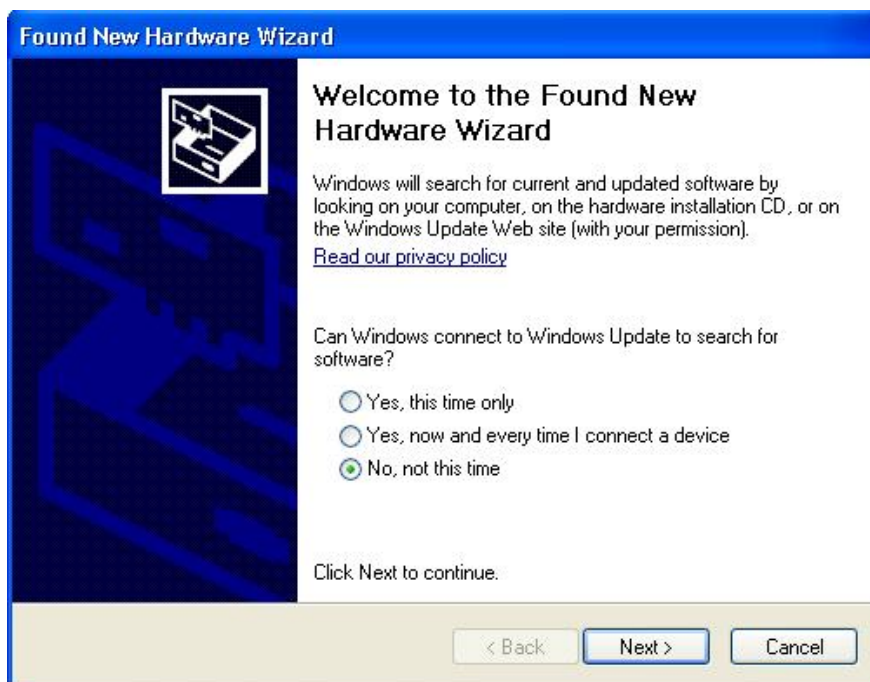 Found New Hardware Wizard
Welcome to the Found New
Hardware Wizard
Windows will search for current and updated software by
looking on your computer, on the hardware installation CD, or on
the Windows Update Web site (with your permission).
Read our privacy policy
Can Windows connect to Windows Update to search for
software?
Yes, this time only
Yes, now and every time I connect a device
No, not this time
Click Next to continue.
< Back Next > Cancel